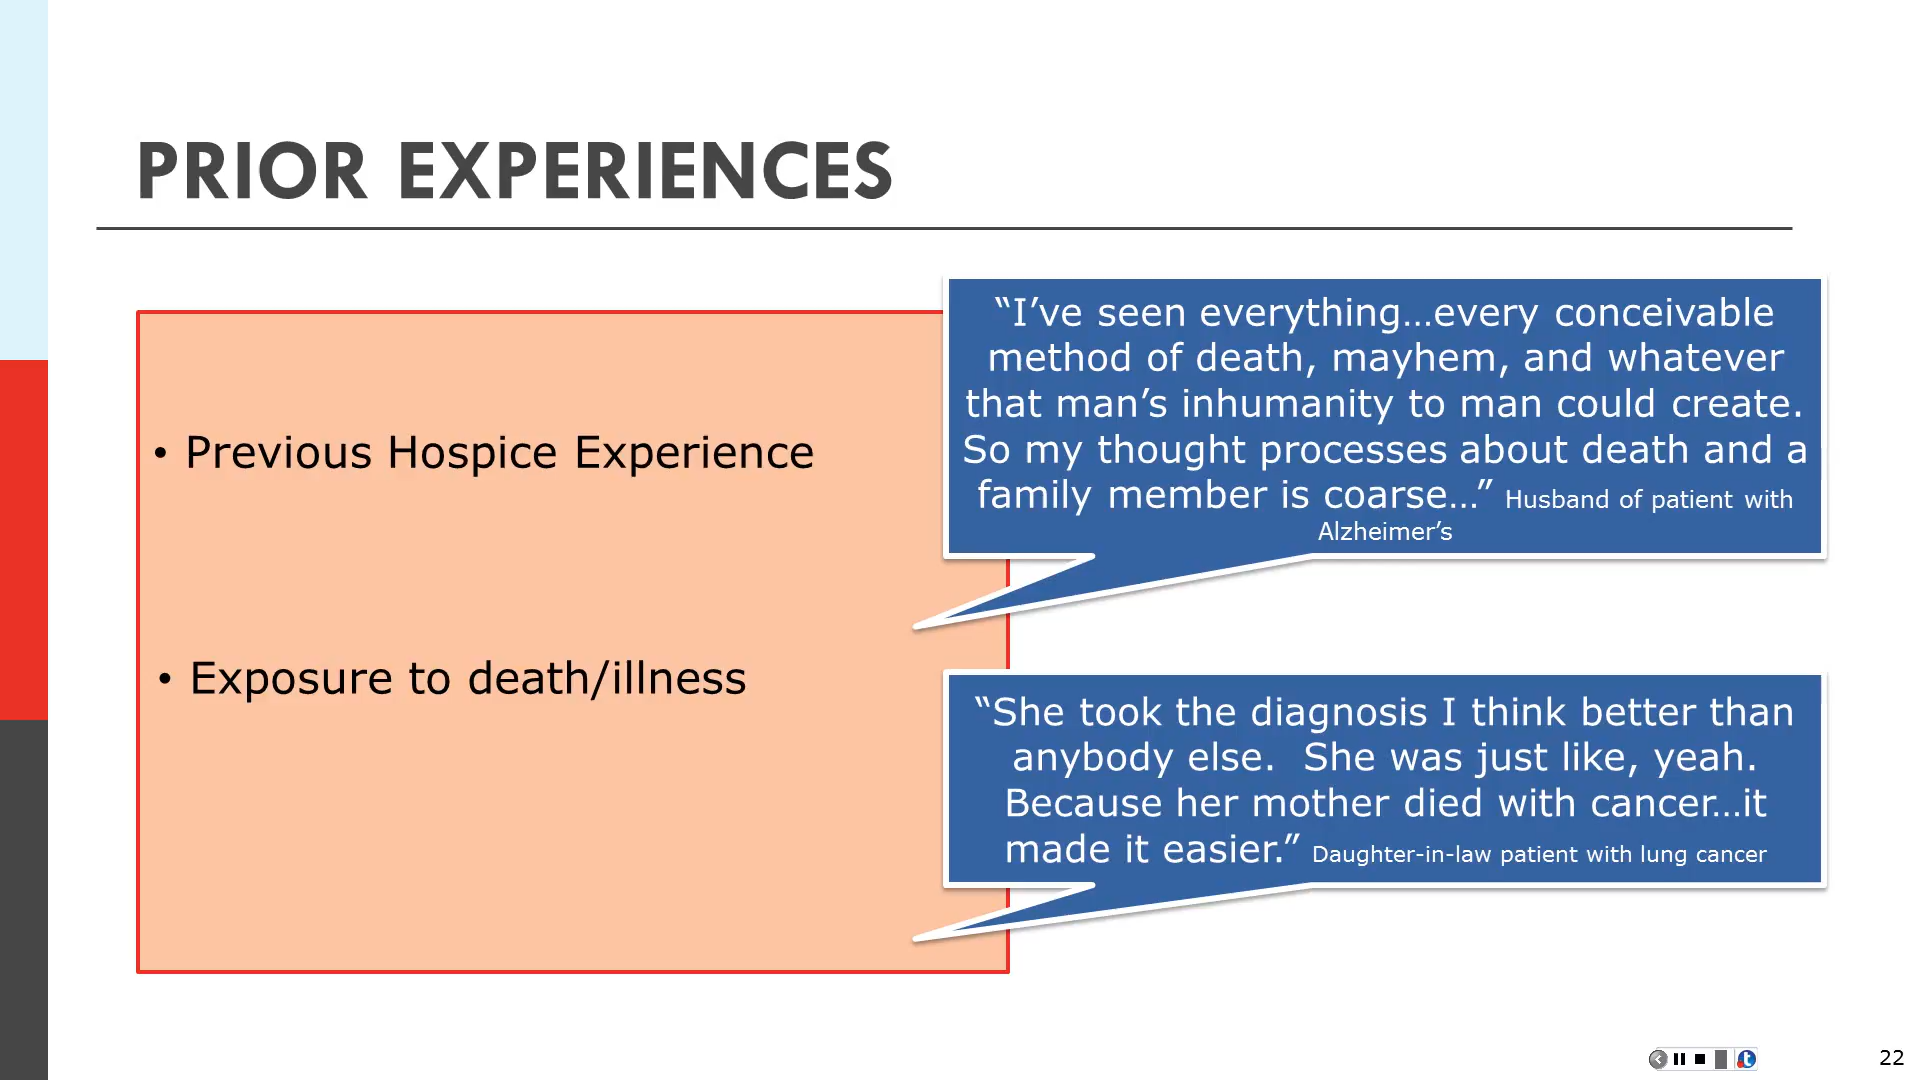 PRIOR EXPERIENCES
• Previous Hospice Experience
• Exposure to death/illness
“I’ve seen everything…every conceivable
method of death, mayhem, and whatever
that man’s inhumanity to man could create.
So my thought processes about death and a
family member is coarse…” Husband of patient with
Alzheimer’s
“She took the diagnosis I think better than
anybody else.  She was just like, yeah.
Because her mother died with cancer…it
made it easier.” Daughter-in-law patient with lung cancer
t
22